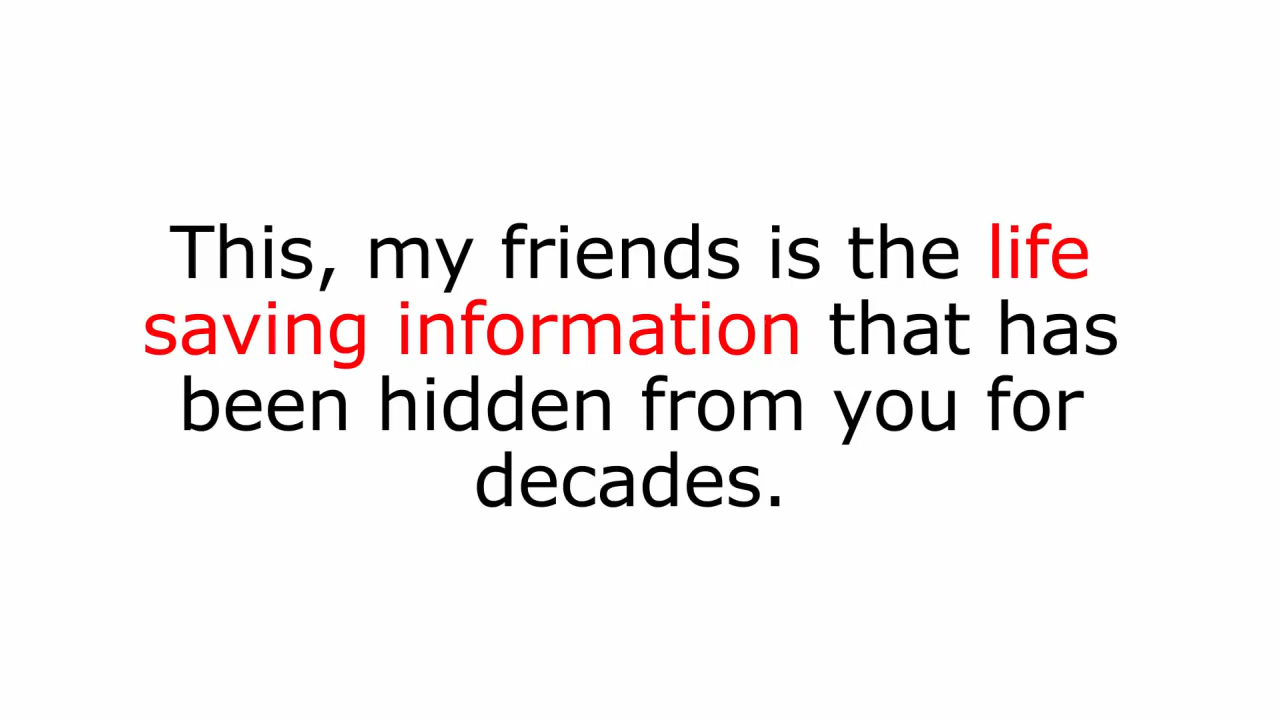 This, my friends is the life
saving information that has
been hidden from you for
decades.